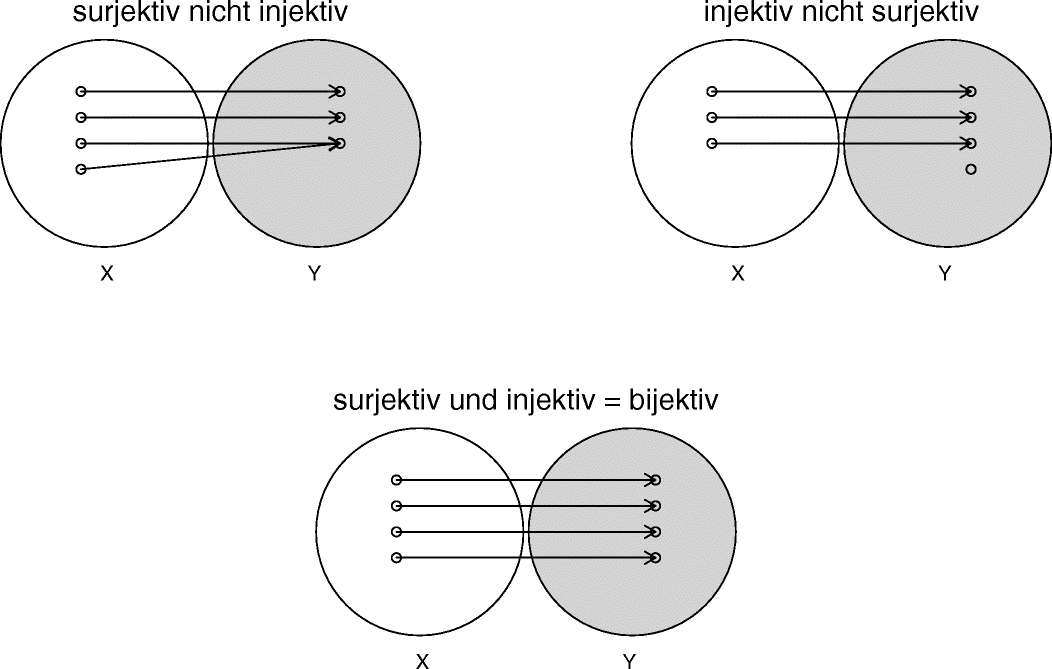 surjektiv nicht injektiv
injektiv nicht surjektiv
X
Y
X
Y
surjektiv und injektiv = bijektiv
X
Y